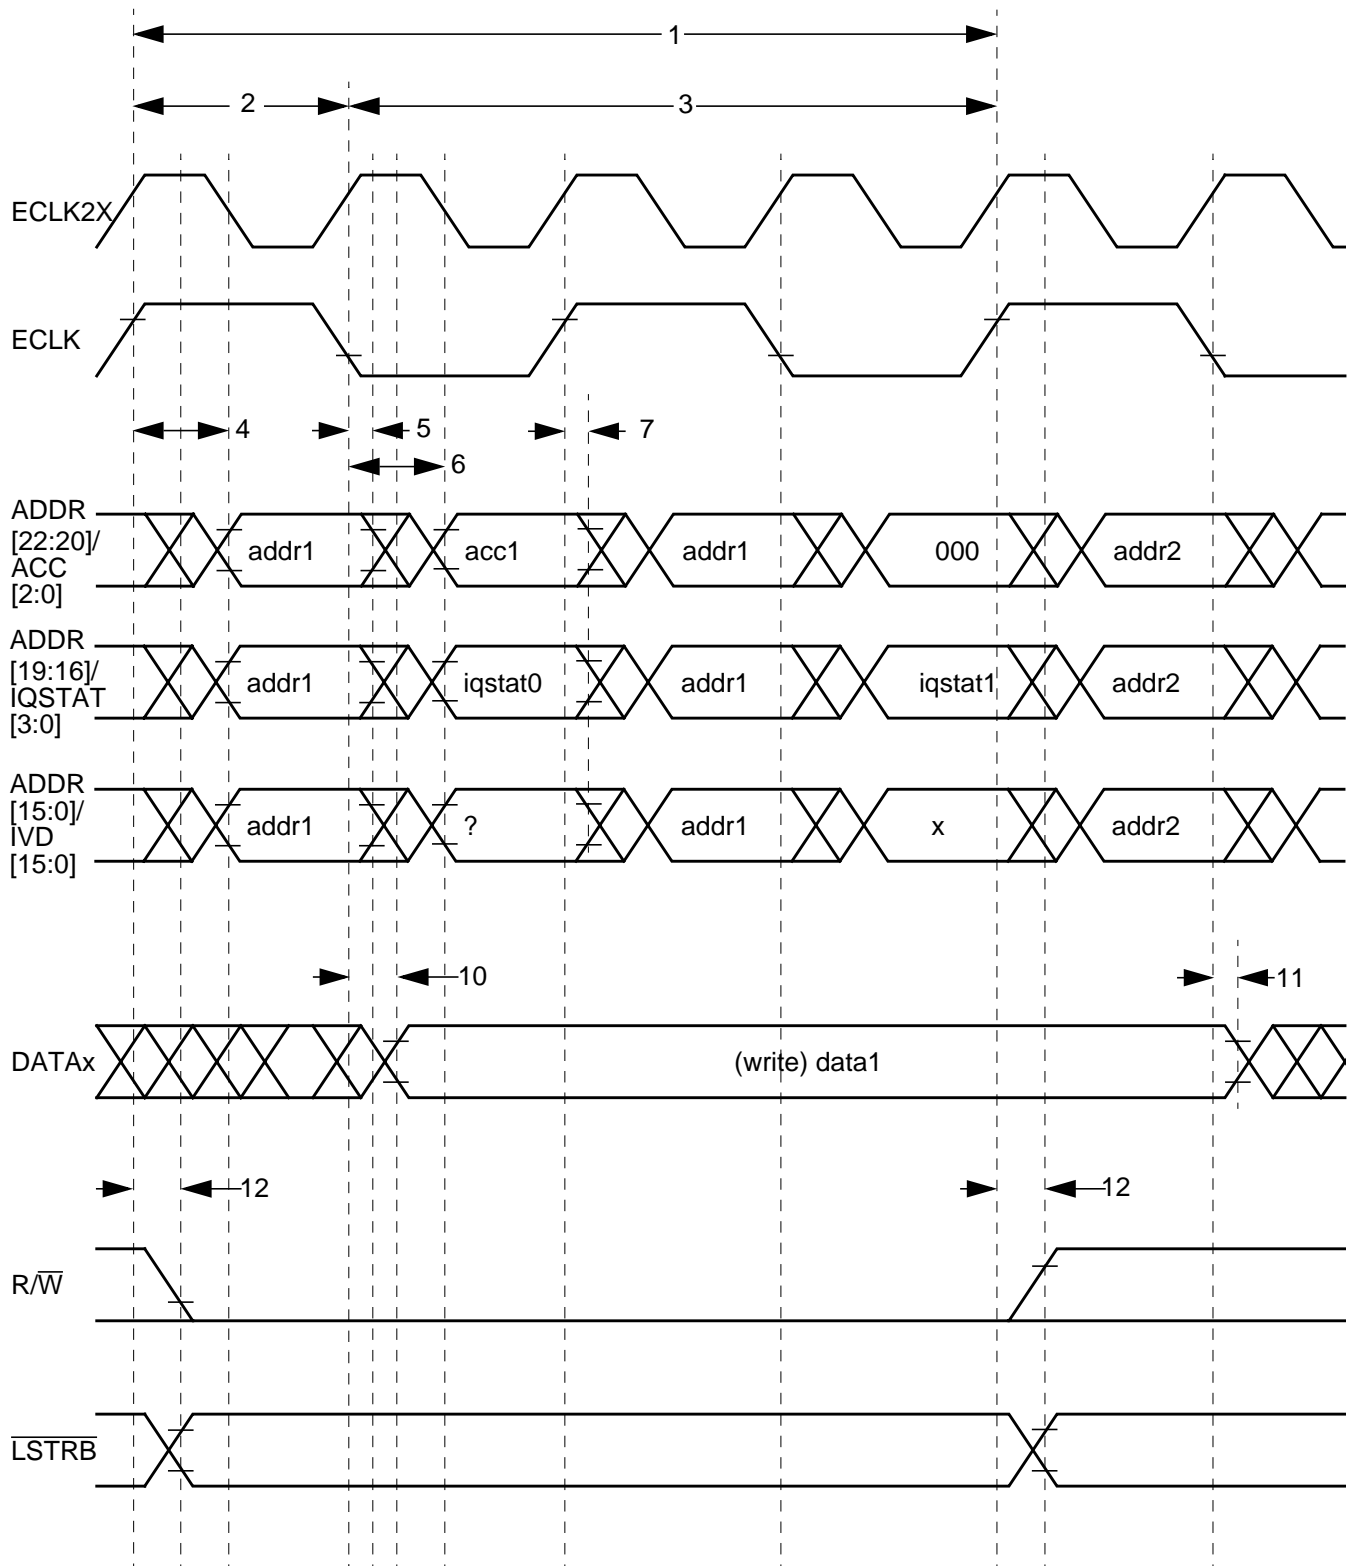 1
2
3
ECLK2X
ECLK
4
5
7
6
ADDR
[22:20]/
ACC
[2:0]
addr1
acc1
addr1
000
addr2
ADDR
[19:16]/
IQSTAT
[3:0]
addr1
iqstat0
addr1
iqstat1
addr2
ADDR
[15:0]/
IVD
[15:0]
addr1
?
addr1
x
addr2
10
11
DATAx
(write) data1
12
12
R/W̅
L̅S̅T̅R̅B̅